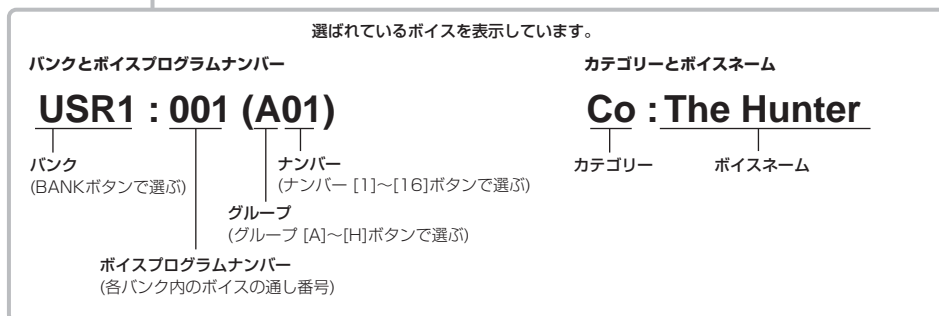 選ばれているボイスを表示しています。
バンクとボイスプログラムナンバー
USR1 : 001 (A01)
バンク
(BANKボタンで選ぶ)
ナンバー
(ナンバー [1]～[16]ボタンで選ぶ)
グループ
(グループ [A]～[H]ボタンで選ぶ)
ボイスプログラムナンバー
(各バンク内のボイスの通し番号)
カテゴリーとボイスネーム
Co : The Hunter
カテゴリー
ボイスネーム